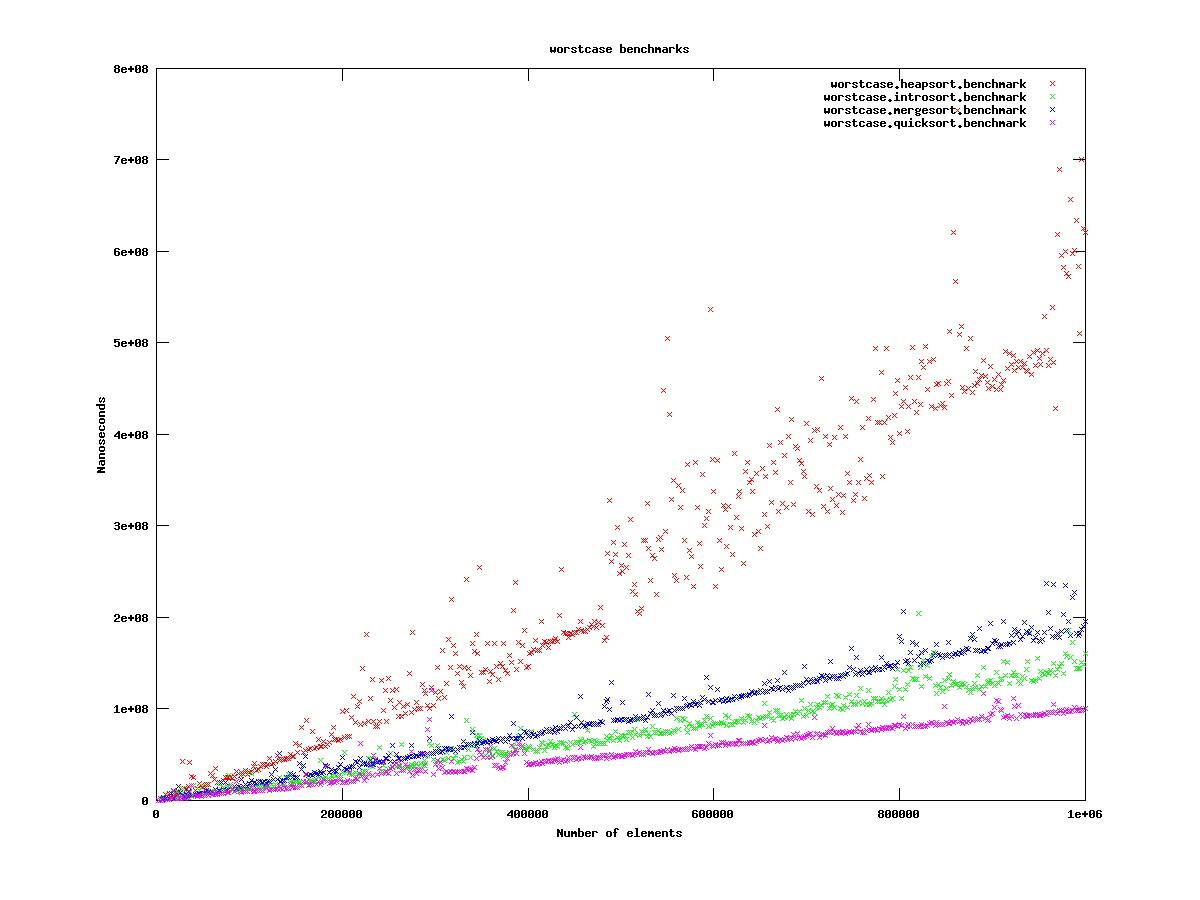 worstcase benchmarks
8e+08
7e+08
6e+08
5e+08
4e+08
3e+08
2e+08
1e+08
0
Nanoseconds
worstcase.heapsort.benchmark
worstcase.introsort.benchmark
worstcase.mergesort.benchmark
worstcase.quicksort.benchmark
0 200000 400000 600000 800000 1e+06
Number of elements